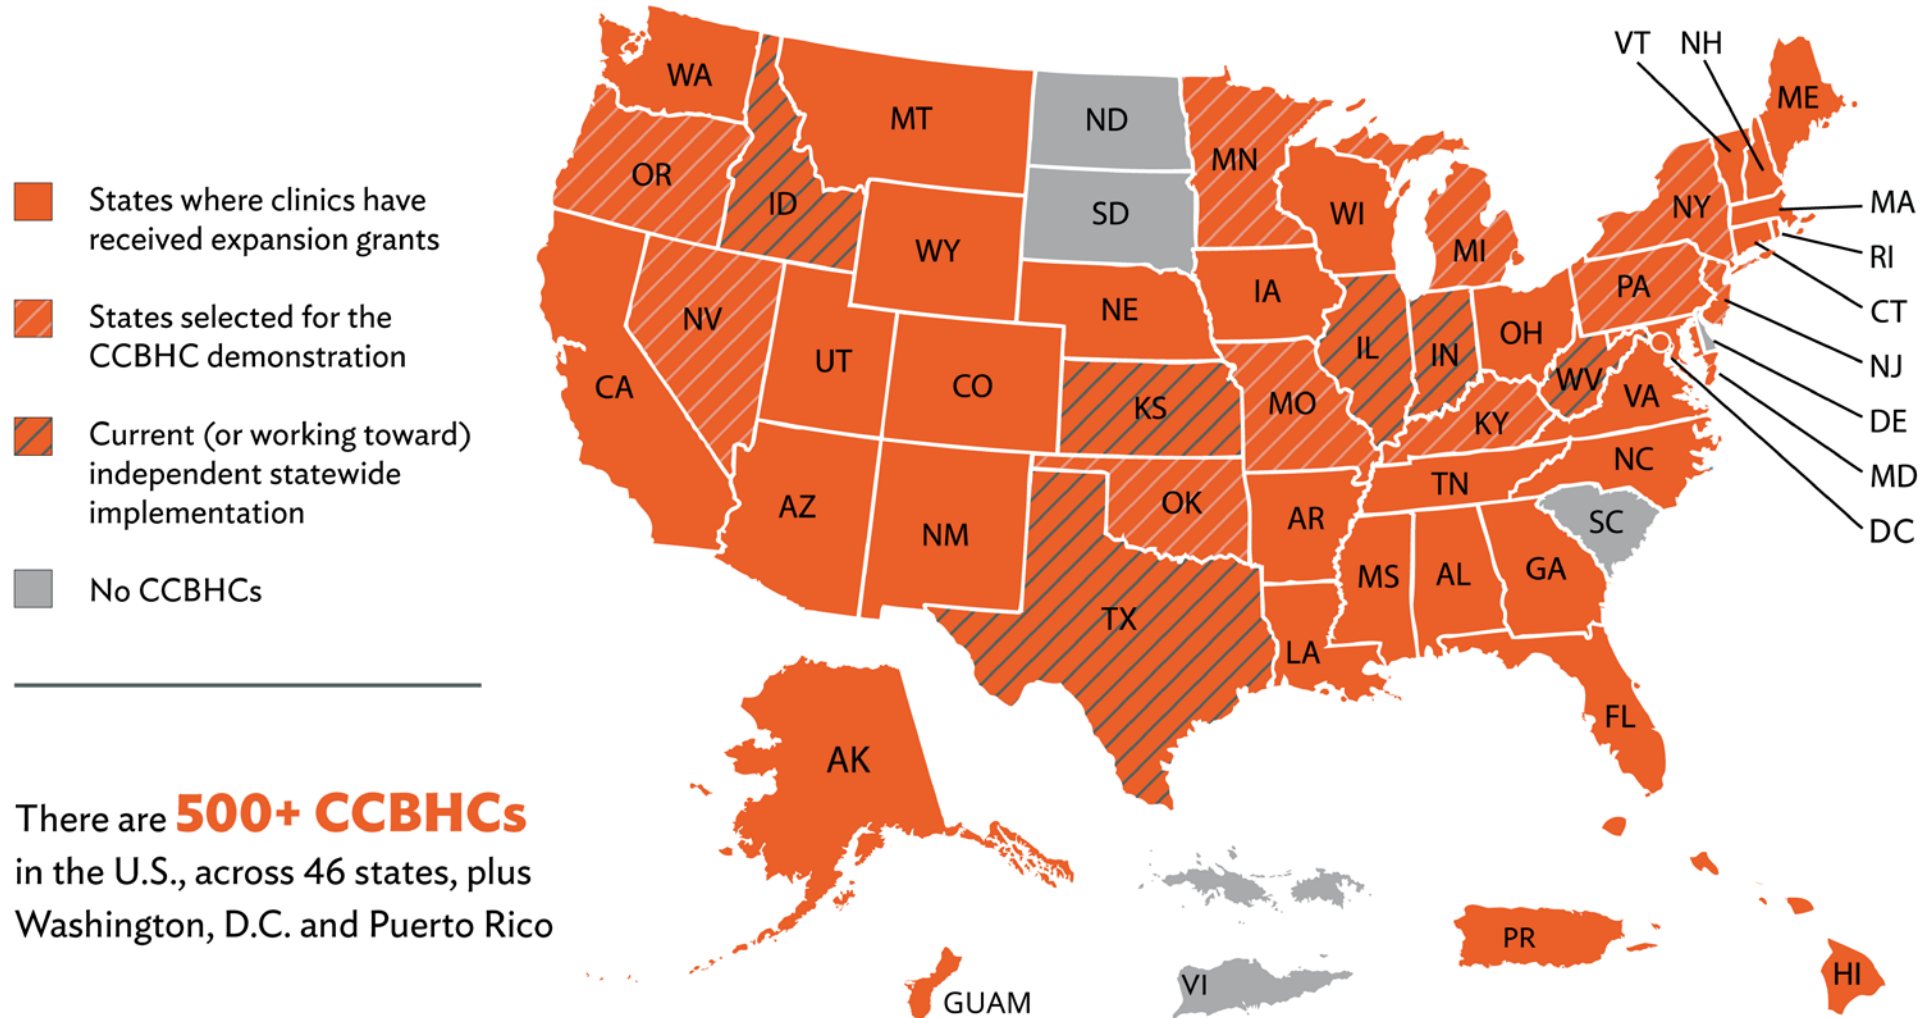 States where clinics have
received expansion grants
States selected for the
CCBHC demonstration
Current (or working toward)
independent statewide
implementation
No CCBHCs
There are 500+ CCBHCs
in the U.S., across 46 states, plus
Washington, D.C. and Puerto Rico
WA
MT
ND
MN
VT
NH
ME
OR
ID
SD
WI
NY
MA
WY
MI
RI
NV
NE
IA
PA
CT
UT
CO
IL
IN
OH
NJ
CA
KS
MO
WV
VA
DE
KY
MD
AZ
NM
OK
AR
TN
NC
DC
SC
TX
MS
AL
GA
LA
FL
AK
GUAM
VI
PR
HI